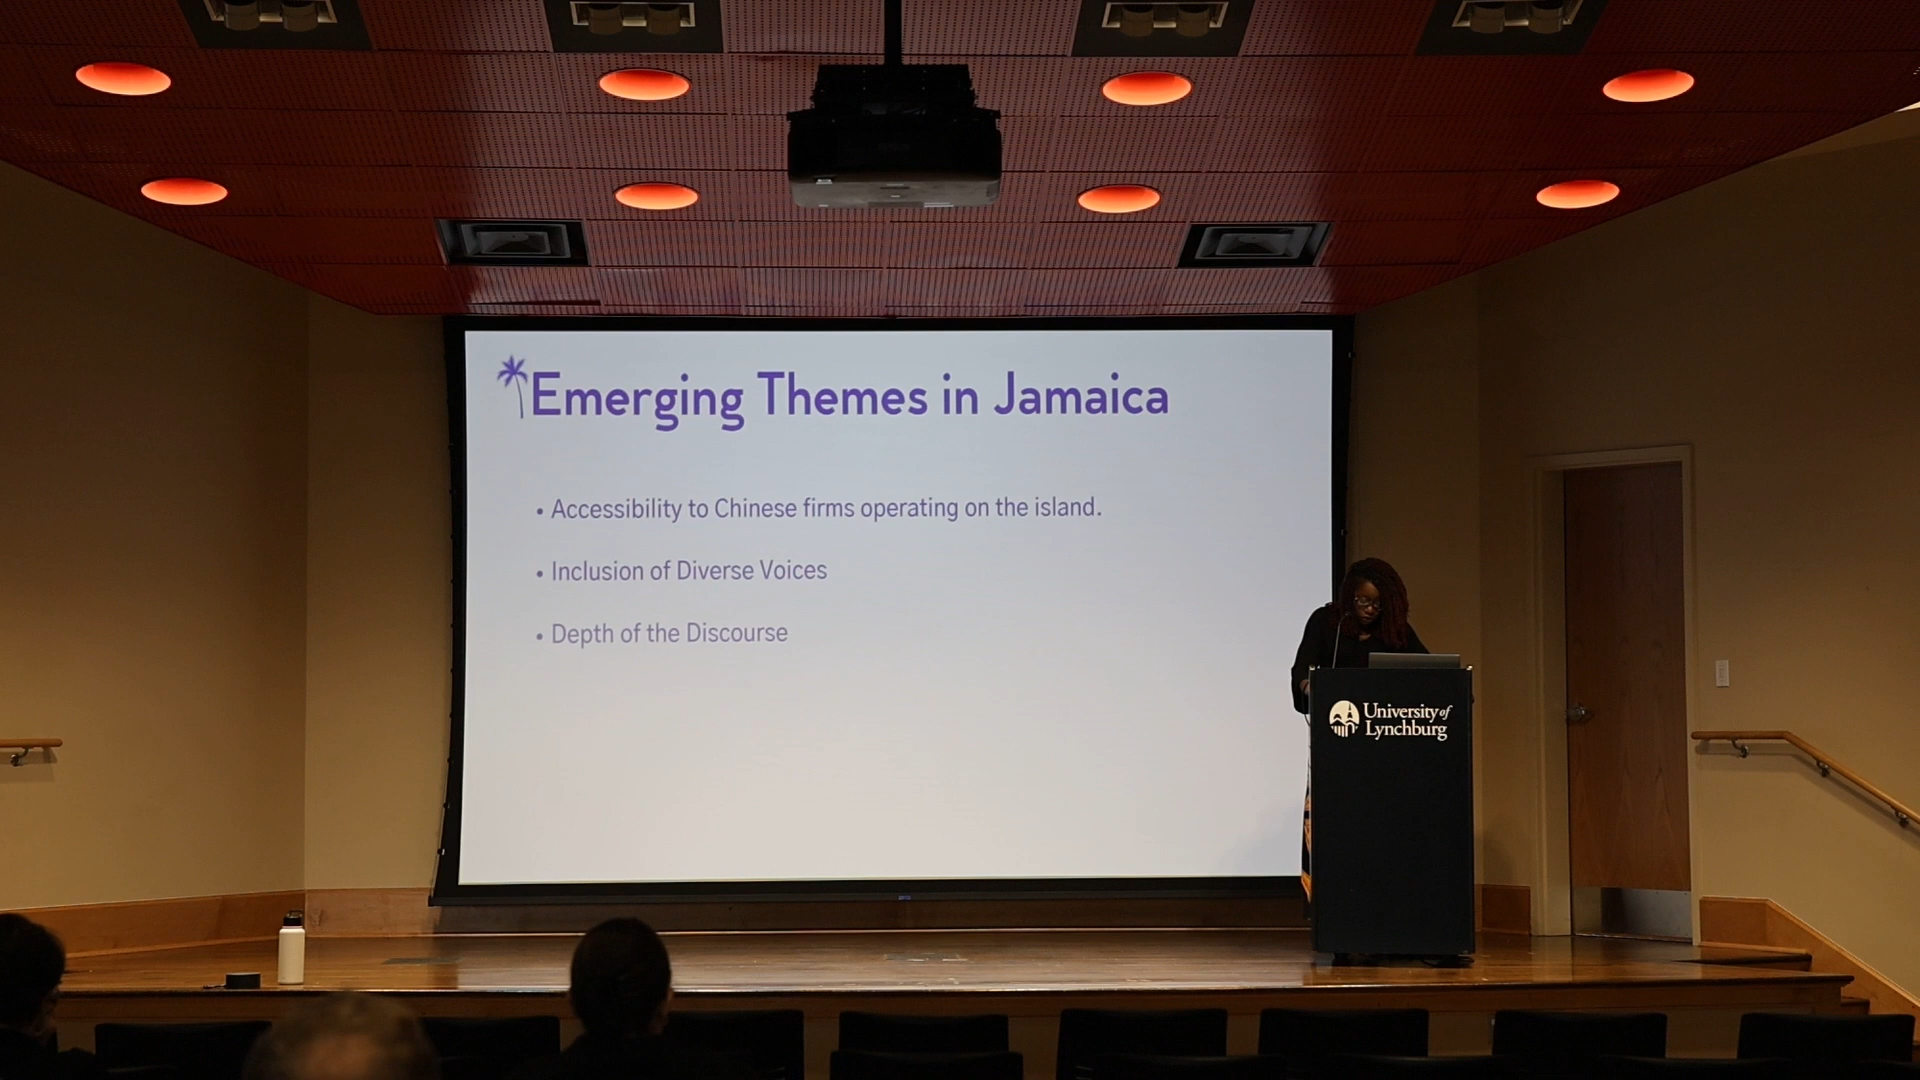 Emerging Themes in Jamaica
• Accessibility to Chinese firms operating on the island.
• Inclusion of Diverse Voices
• Depth of the Discourse
University of
Lynchburg